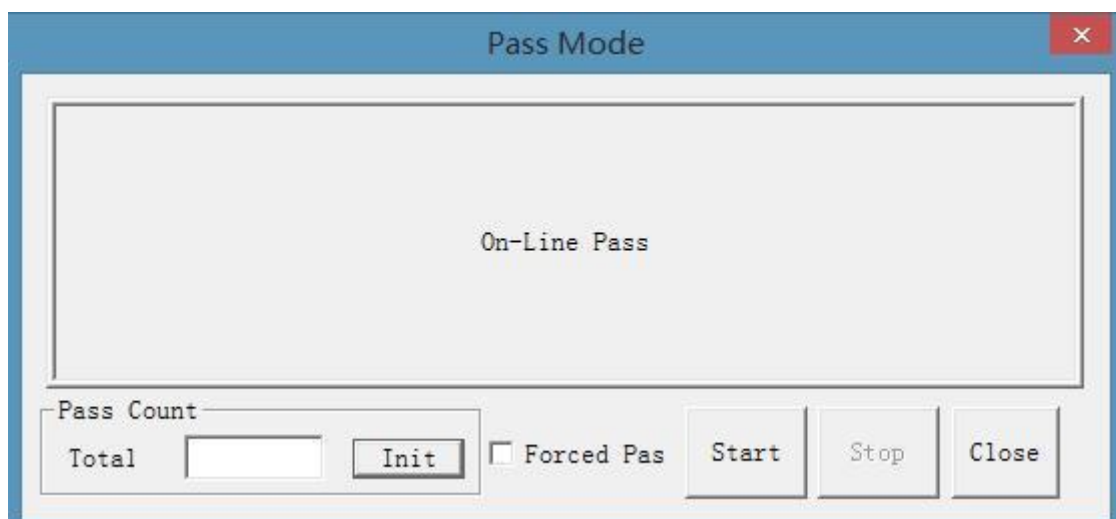 Pass Mode
On-Line Pass
Pass Count
Total Init Forced Pas Start Stop Close